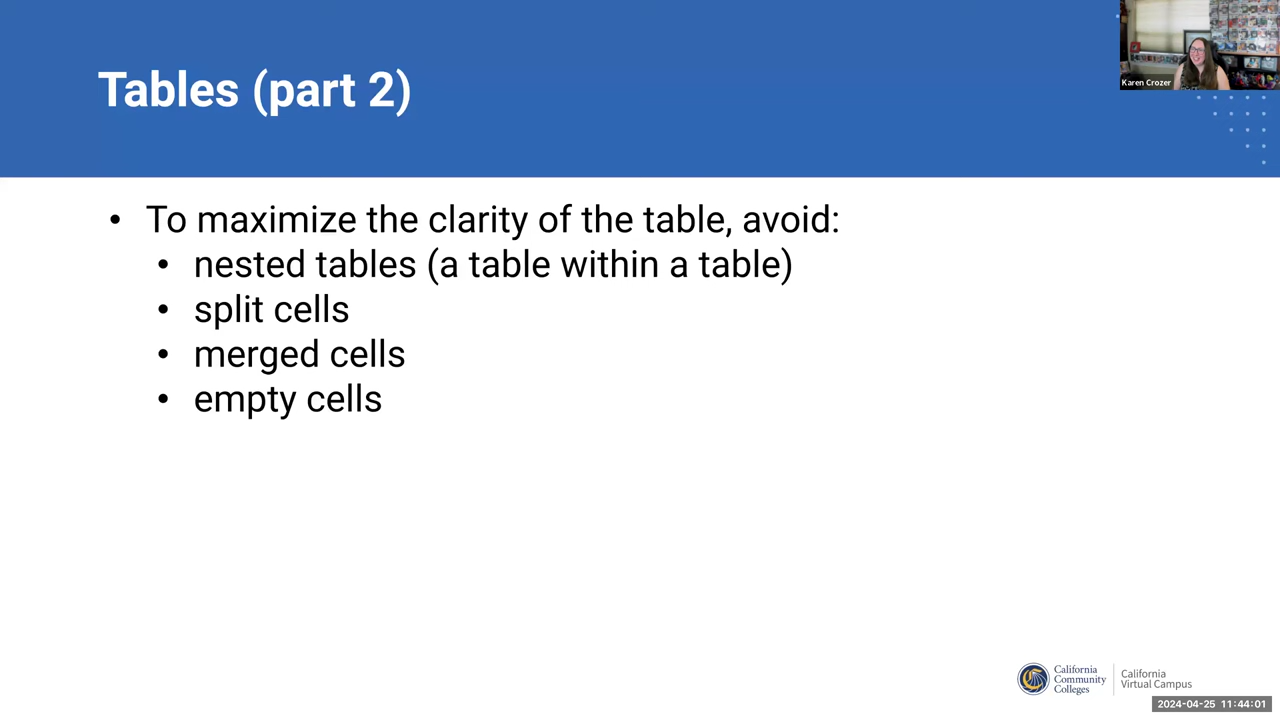 Tables (part 2)
Karen Crozer
• To maximize the clarity of the table, avoid:
• nested tables (a table within a table)
• split cells
• merged cells
• empty cells
California
Community
Colleges
California
Virtual Campus
2024-04-25 11:44:01